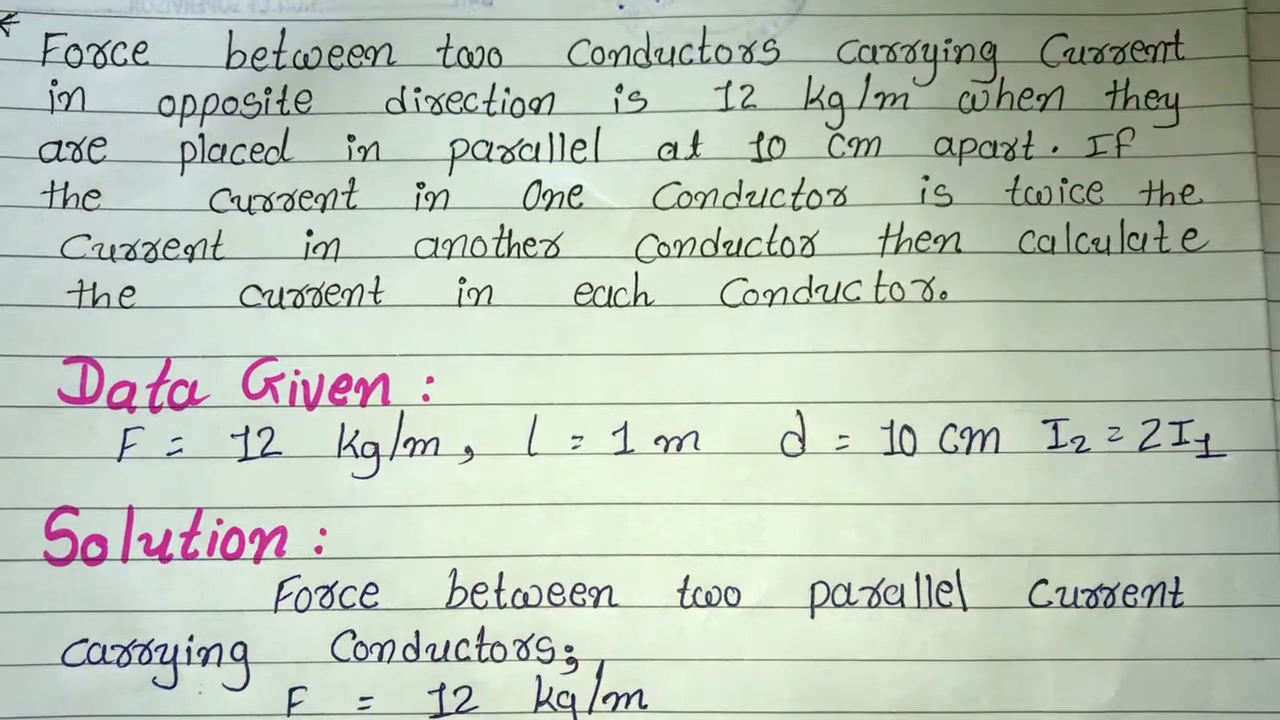 Force between two conductors carrying current
in opposite direction is 12 kg/m when they
are placed in parallel at 10 cm apart. If
the current in One Conductor is twice the
Current in another Conductor then calculate
the current in each Conductor.
Data Given :
F = 12 kg/m, l = 1 m d = 10 cm I₂ = 2I₁
Solution :
Force between two parallel Current
carrying Conductors;
F = 12 kg/m